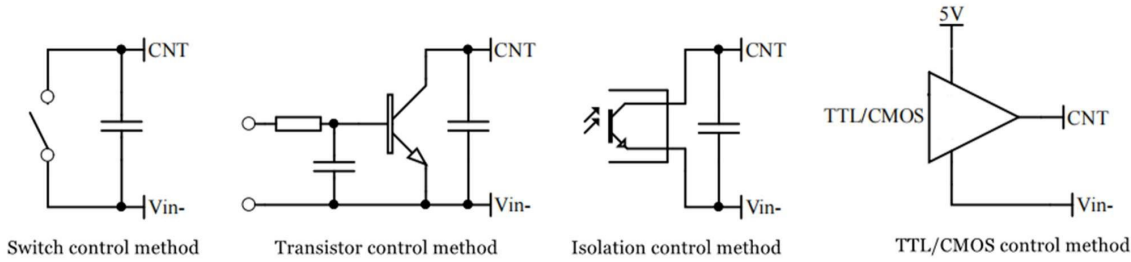 CNT
Vin-
Switch control method
CNT
Vin-
Transistor control method
CNT
Vin-
Isolation control method
5V
TTL/CMOS
CNT
Vin-
TTL/CMOS control method